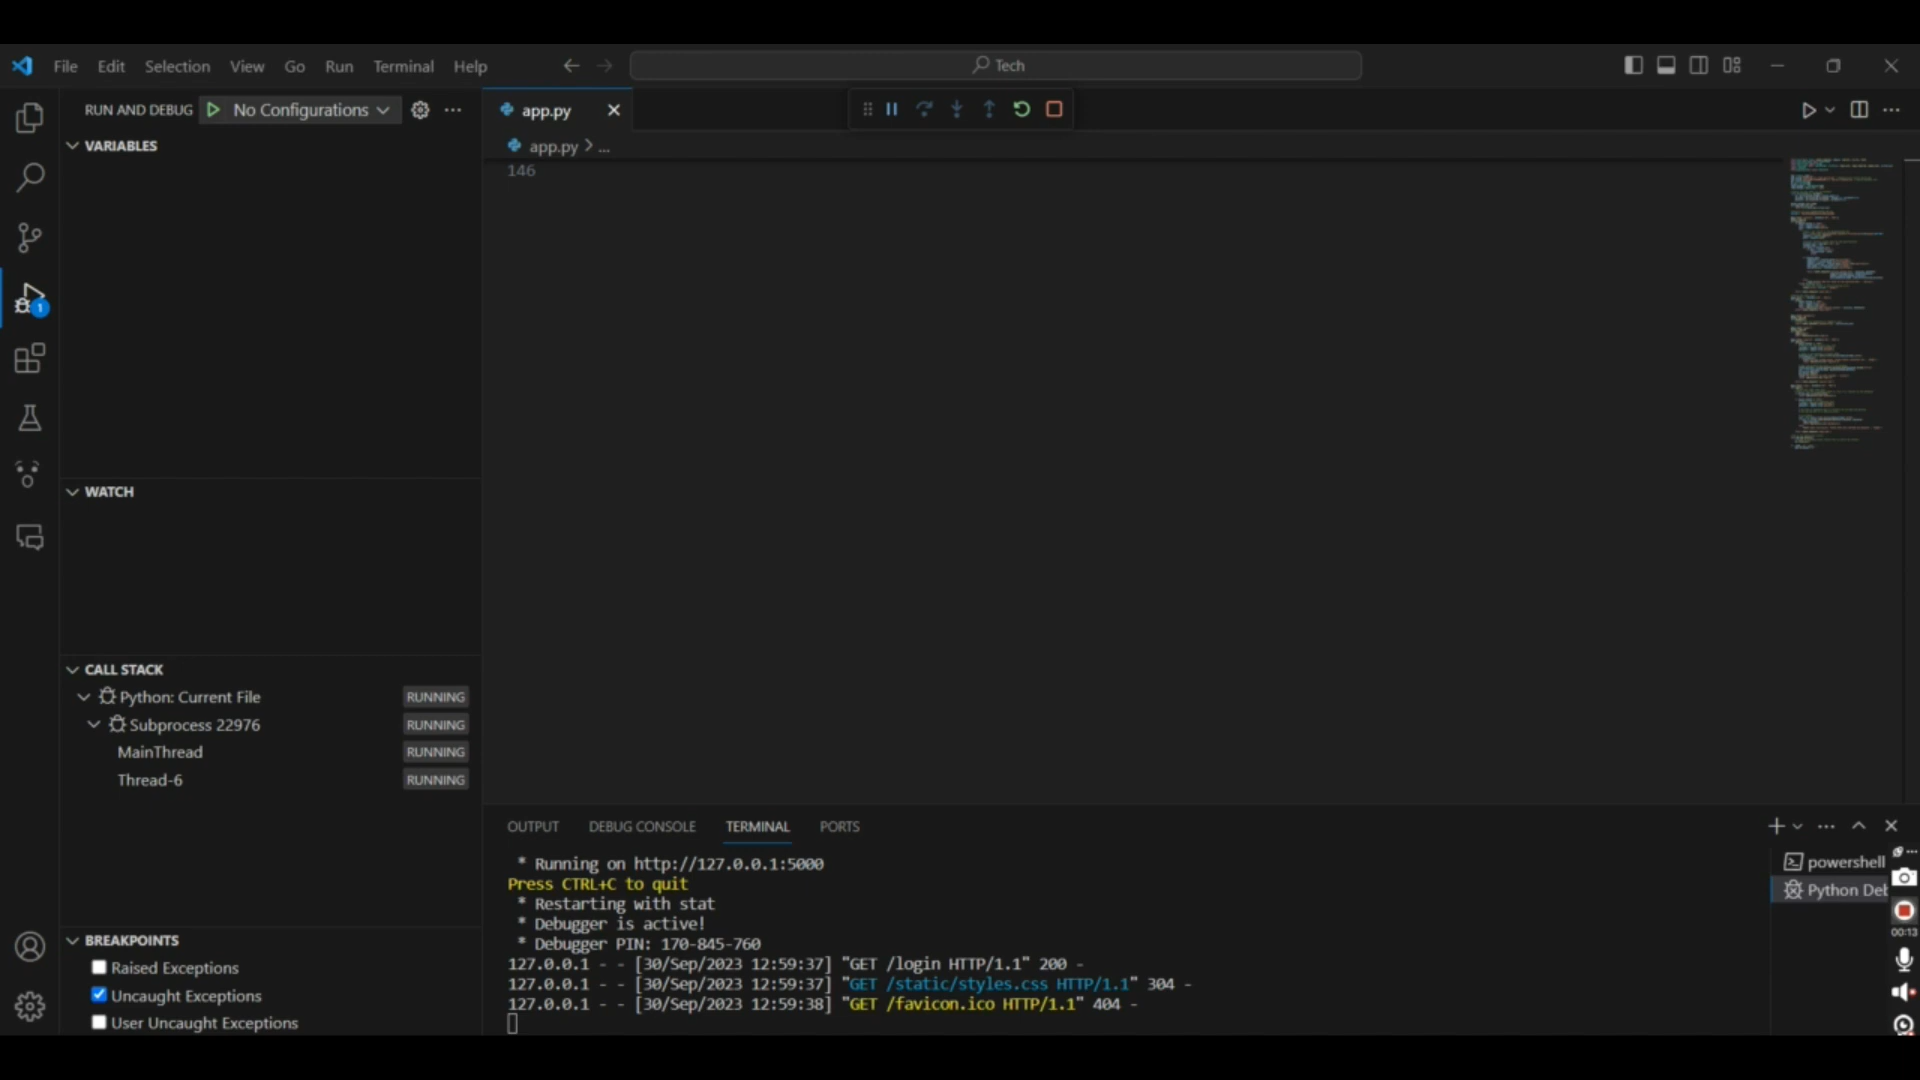 File Edit Selection View Go Run Terminal Help
Tech
RUN AND DEBUG No Configurations
app.py
app.py > ...
VARIABLES
146
WATCH
CALL STACK
Python: Current File RUNNING
Subprocess 22976 RUNNING
MainThread RUNNING
Thread-6 RUNNING
BREAKPOINTS
Raised Exceptions
Uncaught Exceptions
User Uncaught Exceptions
1
OUTPUT DEBUG CONSOLE TERMINAL PORTS
* Running on http://127.0.0.1:5000
Press CTRL+C to quit
* Restarting with stat
* Debugger is active!
* Debugger PIN: 170-845-760
127.0.0.1 - - [30/Sep/2023 12:59:37] "GET /login HTTP/1.1" 200 -
127.0.0.1 - - [30/Sep/2023 12:59:37] "GET /static/styles.css HTTP/1.1" 304 -
127.0.0.1 - - [30/Sep/2023 12:59:38] "GET /favicon.ico HTTP/1.1" 404 -
powershell
Python Deb
00:13